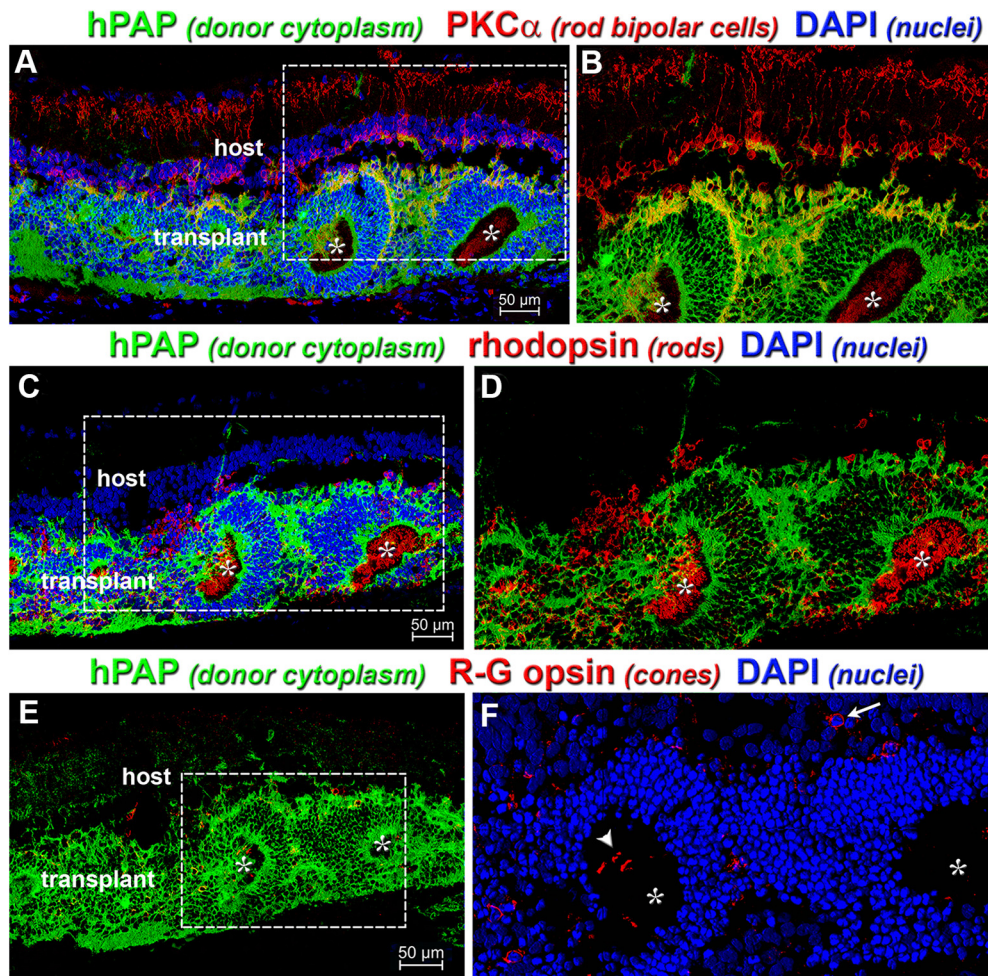 hPAP (donor cytoplasm) PKCα (rod bipolar cells) DAPI (nuclei)
A
host
transplant
*
*
50 µm
B
*
*
hPAP (donor cytoplasm) rhodopsin (rods) DAPI (nuclei)
C
host
transplant
*
*
50 µm
D
*
*
hPAP (donor cytoplasm) R-G opsin (cones) DAPI (nuclei)
E
host
transplant
*
*
50 µm
F
*
*